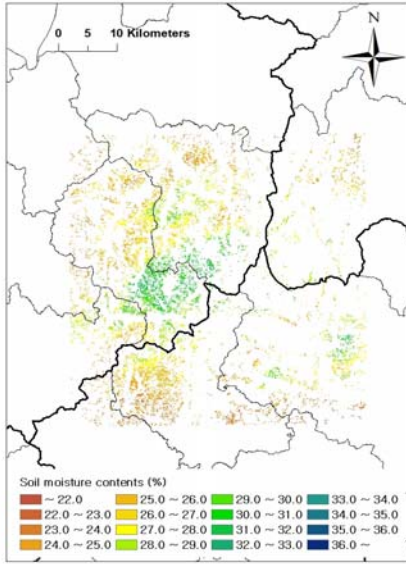 N
0 5 10 Kilometers
Soil moisture contents (%)
~ 22.0 25.0 ~ 26.0 29.0 ~ 30.0 33.0 ~ 34.0
22.0 ~ 23.0 26.0 ~ 27.0 30.0 ~ 31.0 34.0 ~ 35.0
23.0 ~ 24.0 27.0 ~ 28.0 31.0 ~ 32.0 35.0 ~ 36.0
24.0 ~ 25.0 28.0 ~ 29.0 32.0 ~ 33.0 36.0 ~